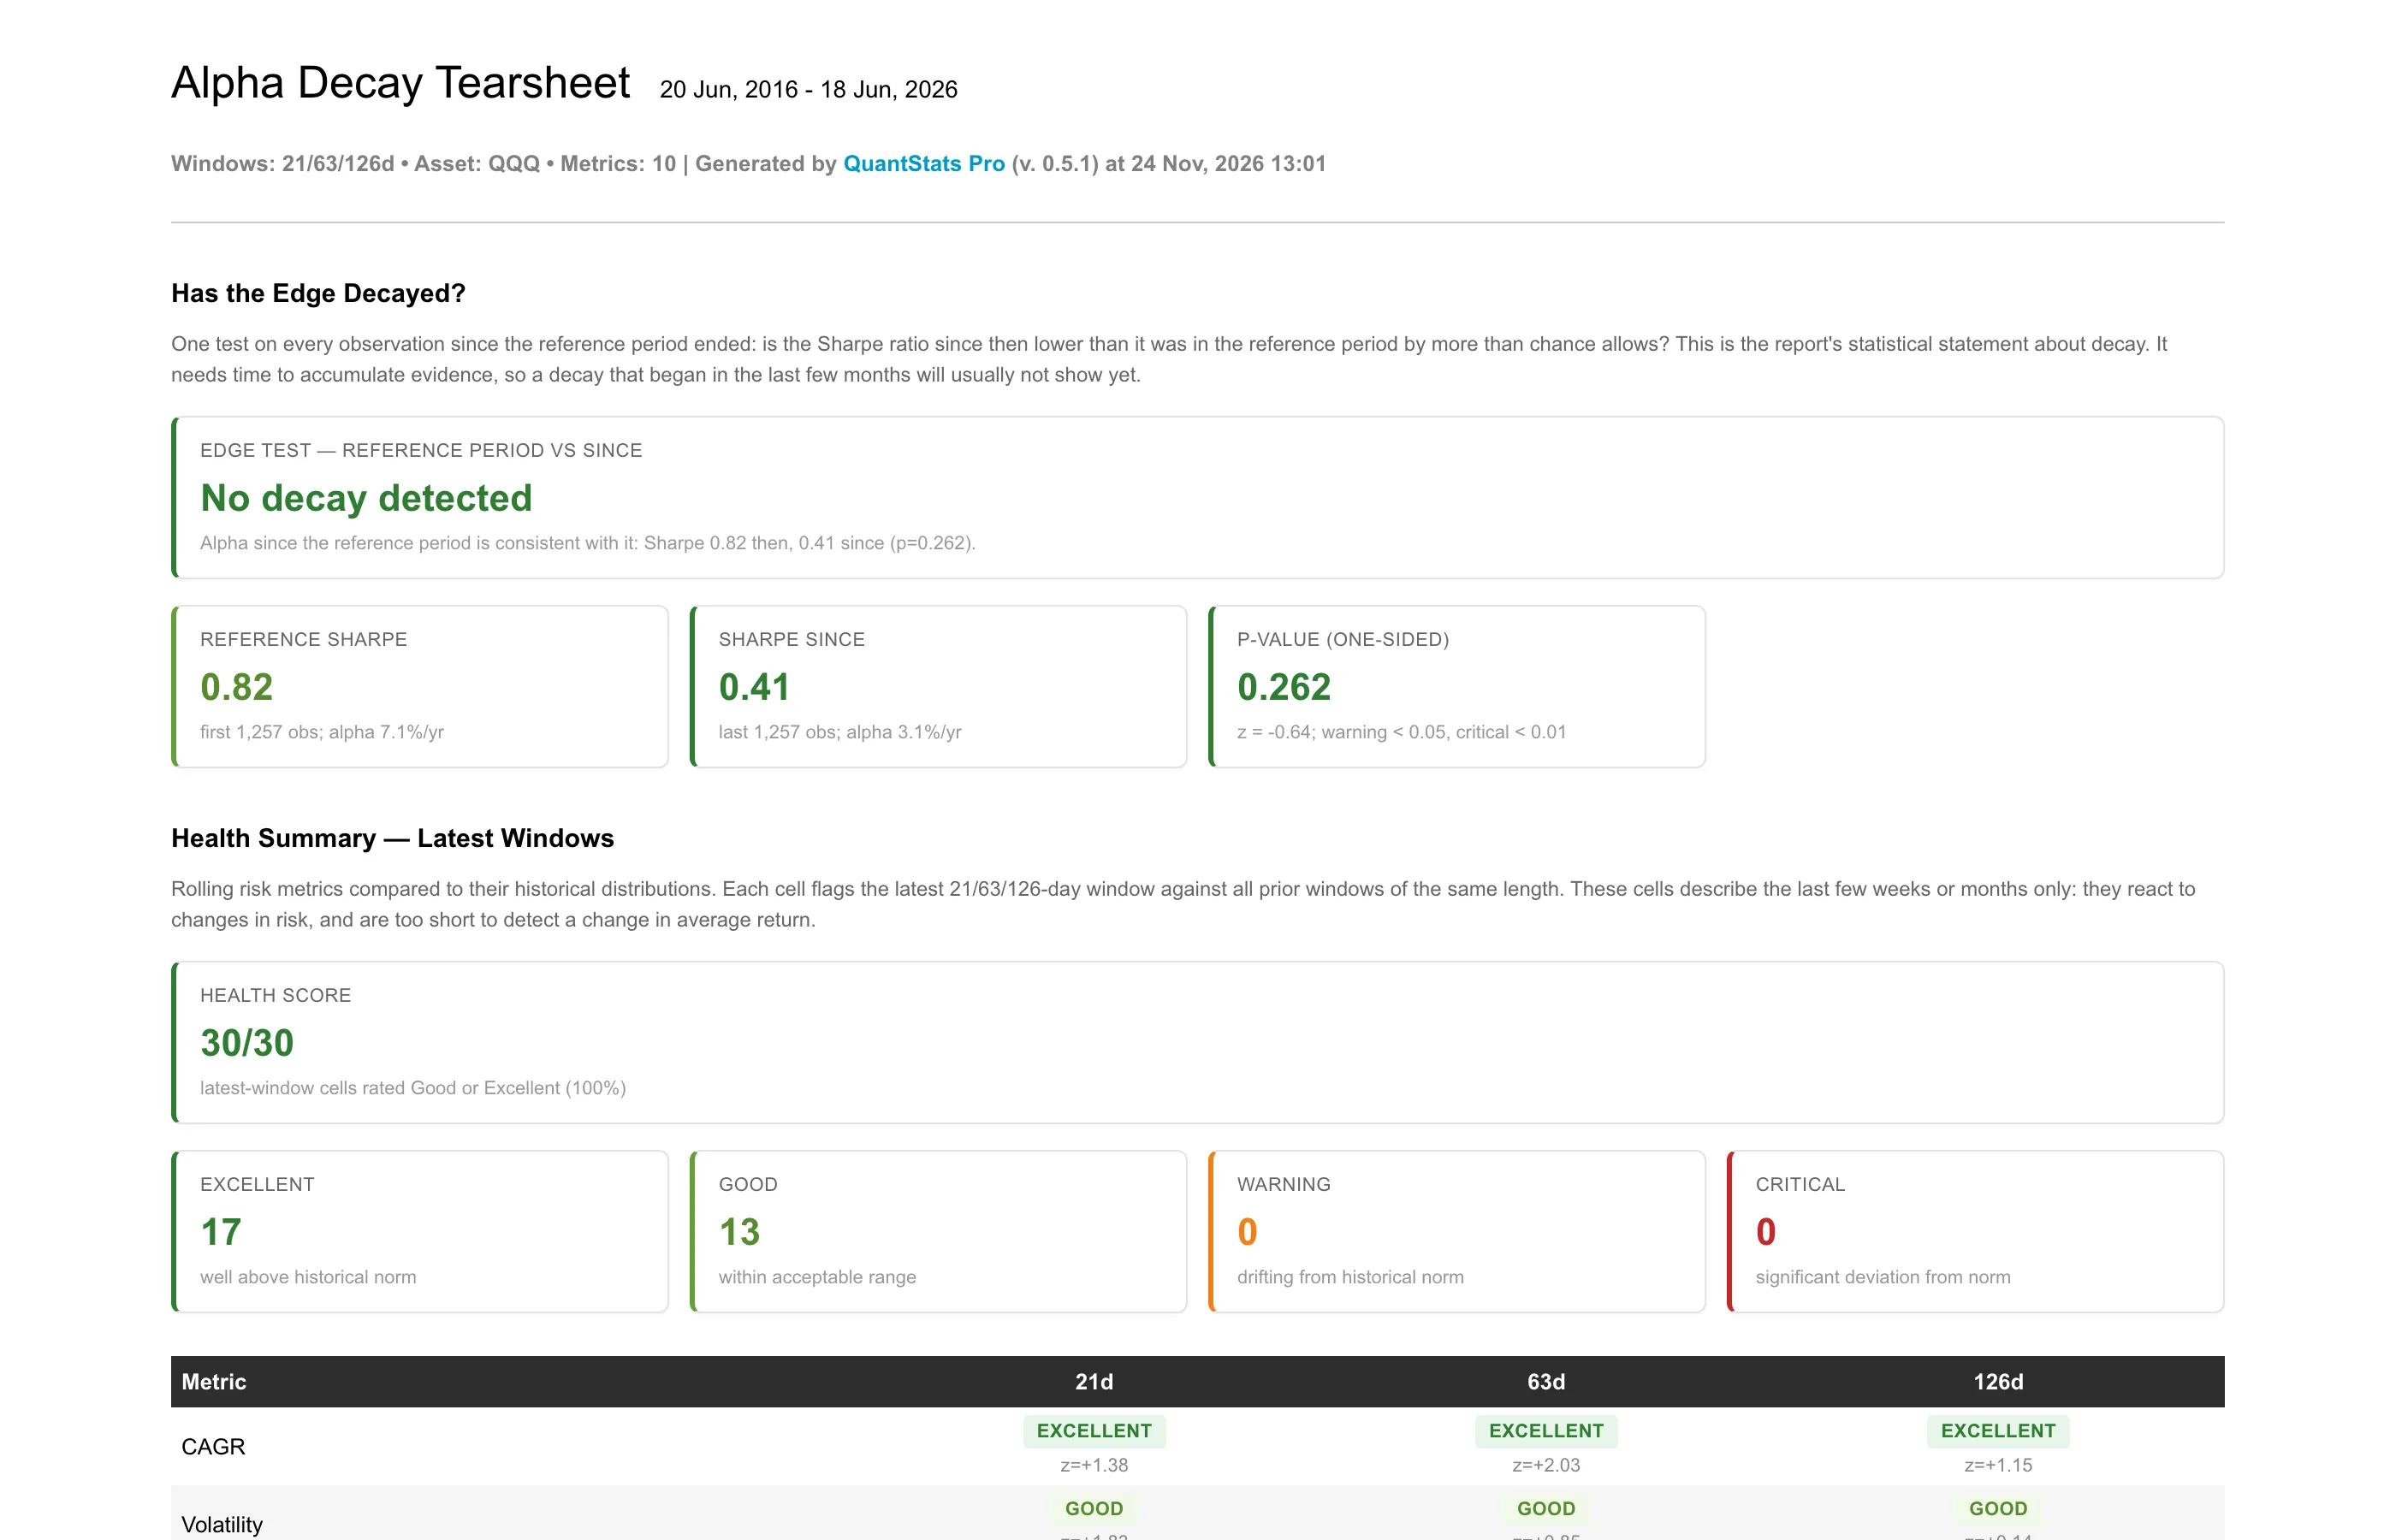 Alpha Decay Tearsheet 20 Jun, 2016 - 18 Jun, 2026
Windows: 21/63/126d • Asset: QQQ • Metrics: 10 | Generated by QuantStats Pro (v. 0.5.1) at 24 Nov, 2026 13:01
Has the Edge Decayed?
One test on every observation since the reference period ended: is the Sharpe ratio since then lower than it was in the reference period by more than chance allows? This is the report's statistical statement about decay. It
needs time to accumulate evidence, so a decay that began in the last few months will usually not show yet.
EDGE TEST — REFERENCE PERIOD VS SINCE
No decay detected
Alpha since the reference period is consistent with it: Sharpe 0.82 then, 0.41 since (p=0.262).
REFERENCE SHARPE
0.82
first 1,257 obs; alpha 7.1%/yr
SHARPE SINCE
0.41
last 1,257 obs; alpha 3.1%/yr
P-VALUE (ONE-SIDED)
0.262
z = -0.64; warning < 0.05, critical < 0.01
Health Summary — Latest Windows
Rolling risk metrics compared to their historical distributions. Each cell flags the latest 21/63/126-day window against all prior windows of the same length. These cells describe the last few weeks or months only: they react to
changes in risk, and are too short to detect a change in average return.
HEALTH SCORE
30/30
latest-window cells rated Good or Excellent (100%)
EXCELLENT
17
well above historical norm
GOOD
13
within acceptable range
WARNING
0
drifting from historical norm
CRITICAL
0
significant deviation from norm
Metric 21d 63d 126d
CAGR EXCELLENT EXCELLENT EXCELLENT
z=+1.38 z=+2.03 z=+1.15
Volatility GOOD GOOD GOOD